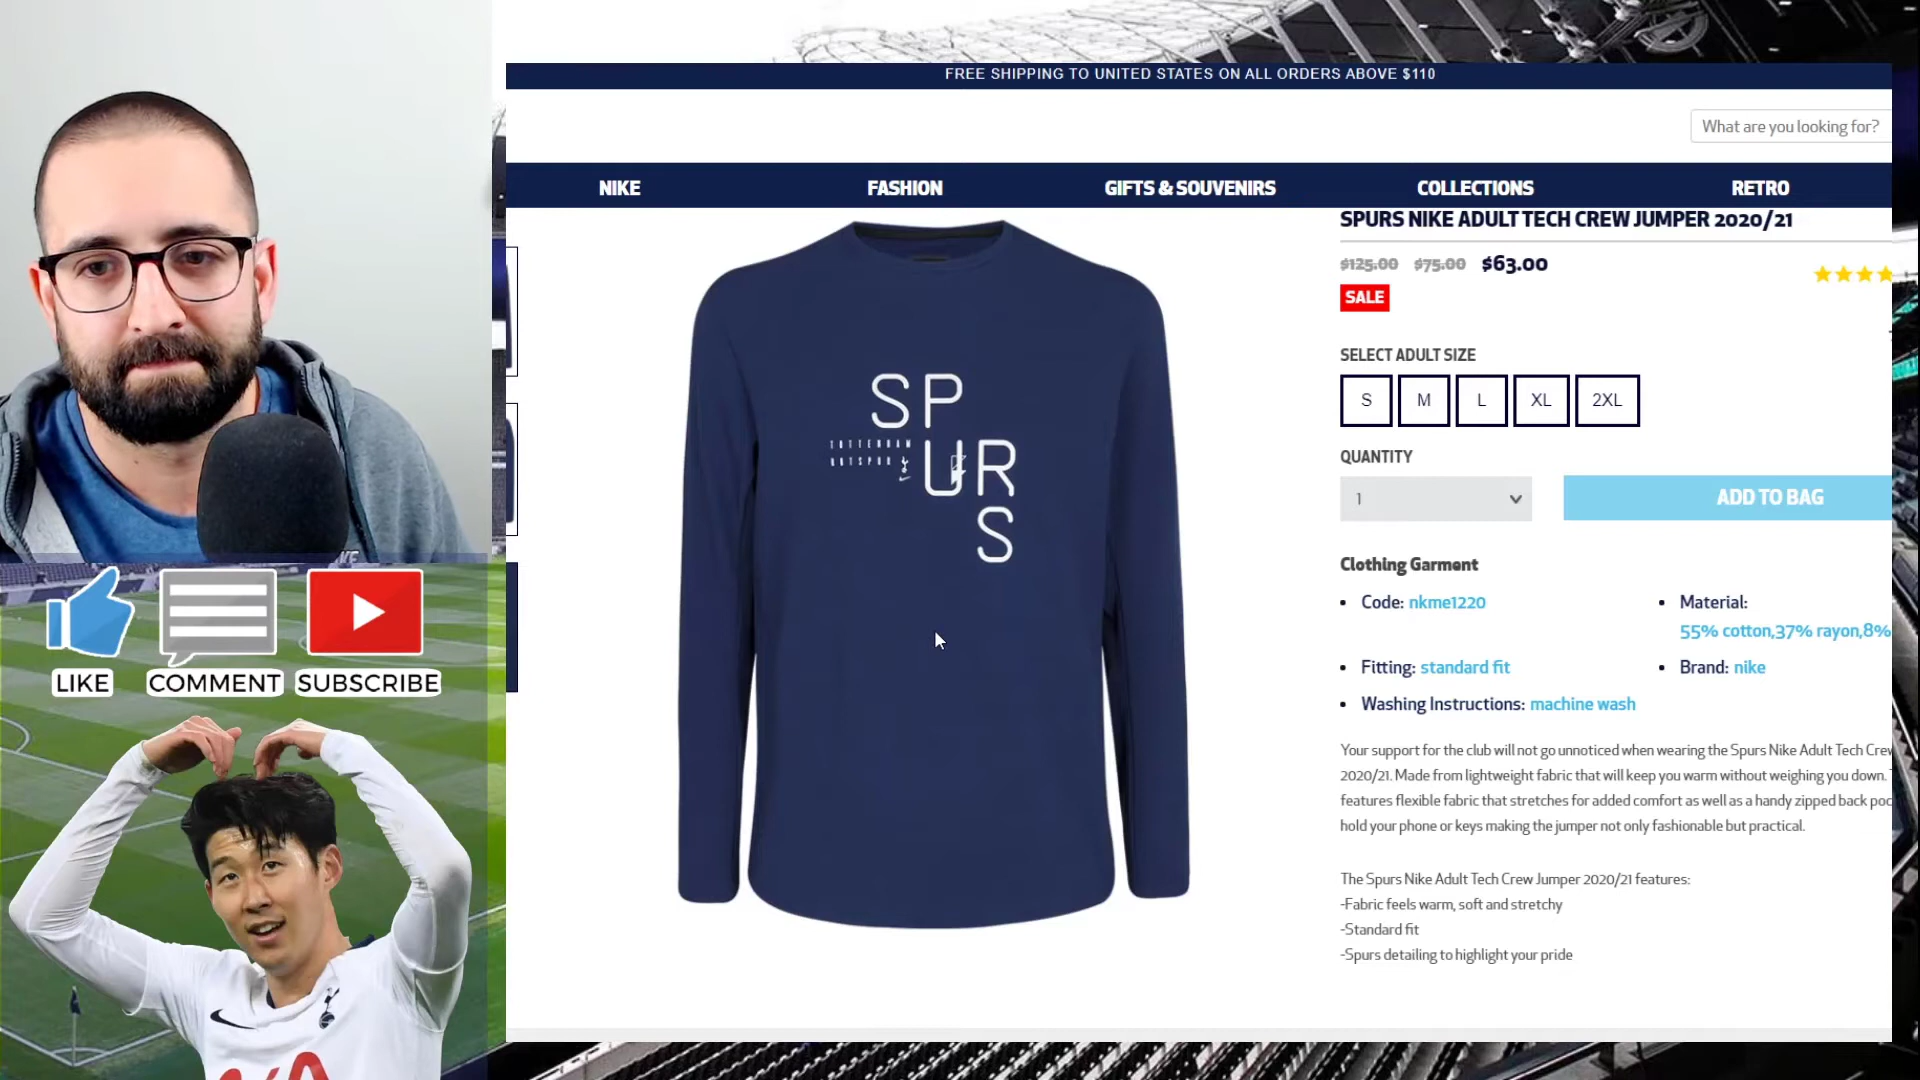 FREE SHIPPING TO UNITED STATES ON ALL ORDERS ABOVE $110
What are you looking for?
NIKE FASHION GIFTS & SOUVENIRS COLLECTIONS RETRO
SPURS NIKE ADULT TECH CREW JUMPER 2020/21
$125.00 $75.00 $63.00
SALE
SELECT ADULT SIZE
S M L XL 2XL
QUANTITY
1 ADD TO BAG
Clothing Garment
Code: nkme1220
Material:
55% cotton,37% rayon,8%
Fitting: standard fit
Brand: nike
Washing Instructions: machine wash
Your support for the club will not go unnoticed when wearing the Spurs Nike Adult Tech Crew
2020/21. Made from lightweight fabric that will keep you warm without weighing you down.
features flexible fabric that stretches for added comfort as well as a handy zipped back poc
hold your phone or keys making the jumper not only fashionable but practical.
The Spurs Nike Adult Tech Crew Jumper 2020/21 features:
-Fabric feels warm, soft and stretchy
-Standard fit
-Spurs detailing to highlight your pride
SP
TOTTENHAM
HOTSPUR
UR
S
LIKE COMMENT SUBSCRIBE